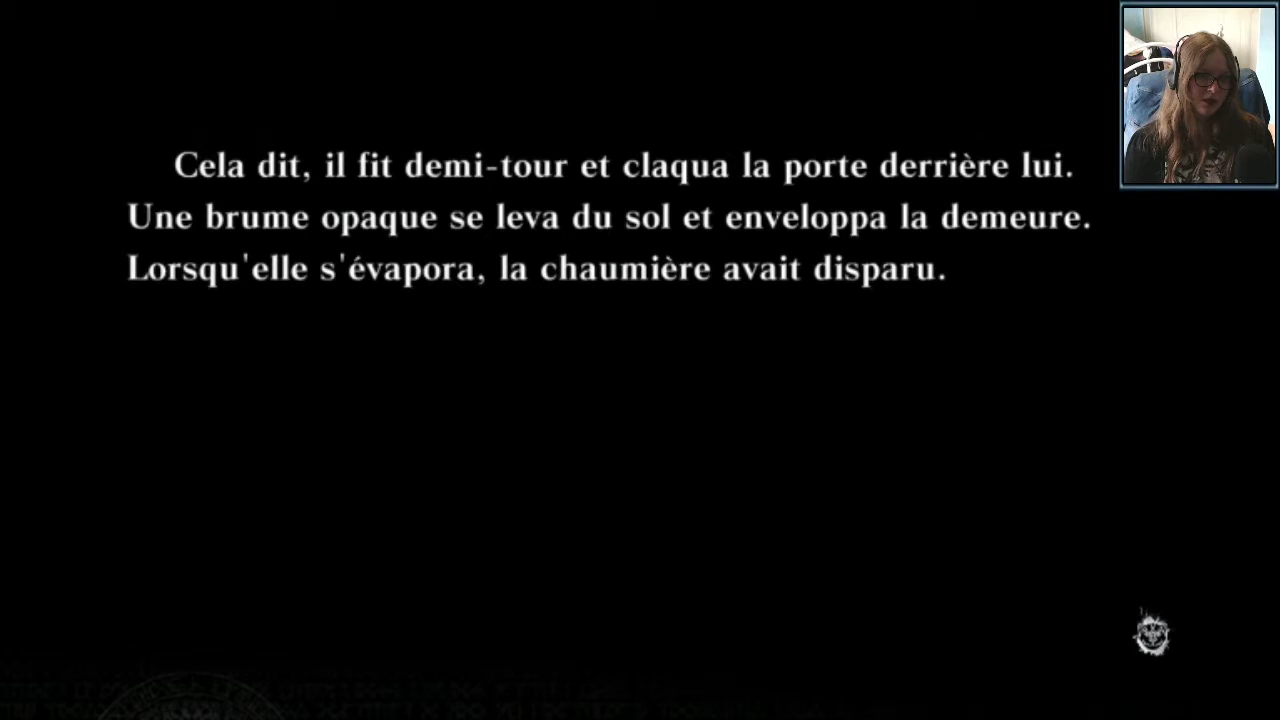 Cela dit, il fit demi-tour et claqua la porte derrière lui.
Une brume opaque se leva du sol et enveloppa la demeure.
Lorsqu'elle s'évapora, la chaumière avait disparu.